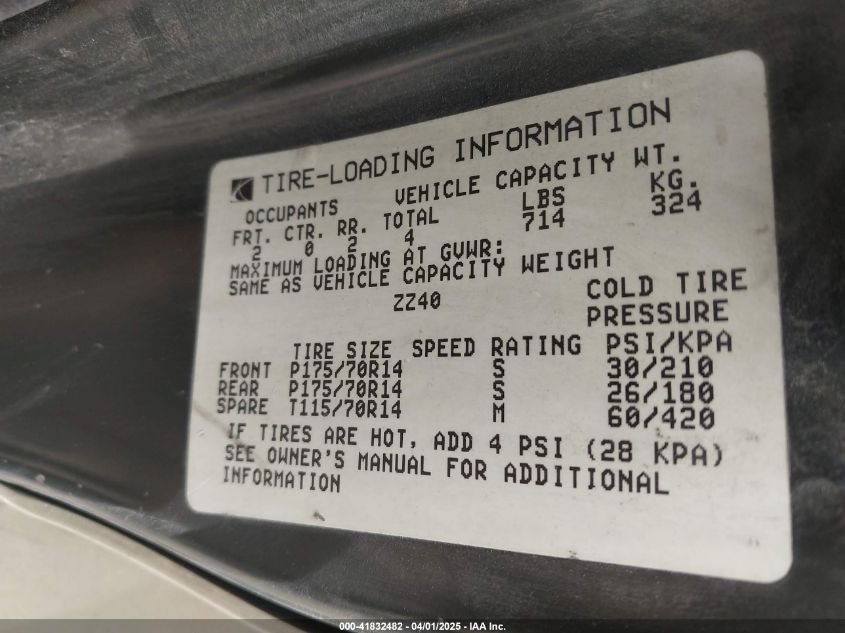 TIRE-LOADING INFORMATION
OCCUPANTS VEHICLE CAPACITY WT.
FRT. CTR. RR. TOTAL LBS KG.
2 0 2 4 714 324
MAXIMUM LOADING AT GVWR:
SAME AS VEHICLE CAPACITY WEIGHT
ZZ40 COLD TIRE
PRESSURE
TIRE SIZE SPEED RATING PSI/KPA
FRONT P175/70R14 S 30/210
REAR P175/70R14 S 26/180
SPARE T115/70R14 M 60/420
IF TIRES ARE HOT, ADD 4 PSI (28 KPA)
SEE OWNER'S MANUAL FOR ADDITIONAL
INFORMATION
000-41832482 - 04/01/2025 - IAA Inc.